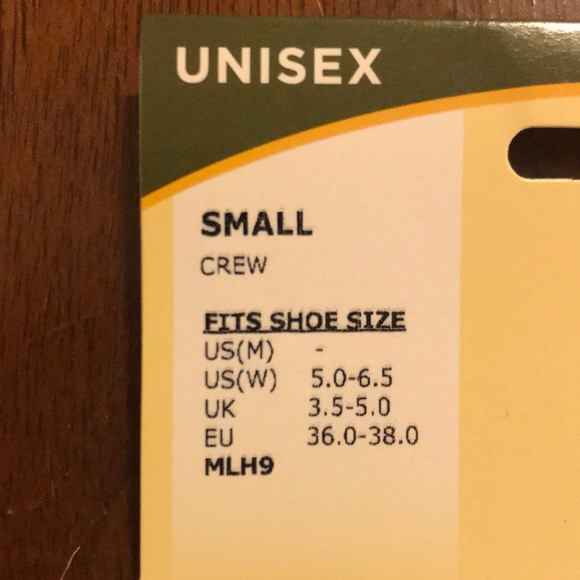 UNISEX
SMALL
CREW
FITS SHOE SIZE
US(M) -
US(W) 5.0-6.5
UK 3.5-5.0
EU 36.0-38.0
MLH9